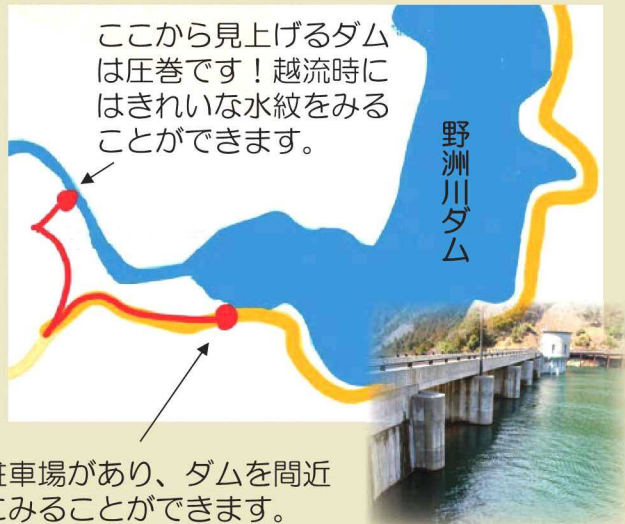 ここから見上げるダム
は圧巻です！越流時に
はきれいな水紋をみる
ことができます。
野洲川ダム
駐車場があり、ダムを間近
にみることができます。